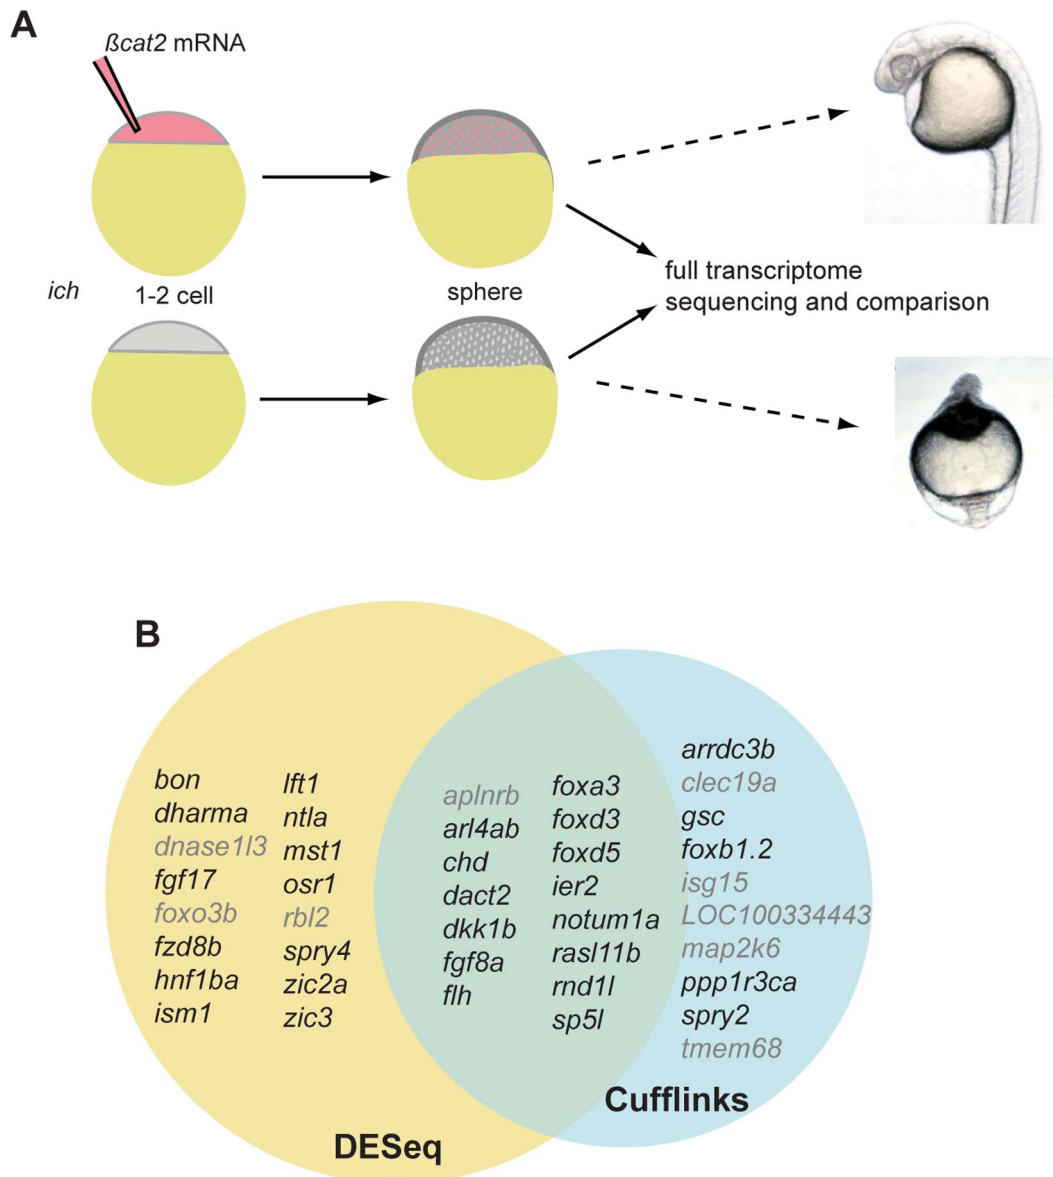 A
ßcat2 mRNA
full transcriptome
sequencing and comparison
ich
1-2 cell
sphere
B
bon
dharma
dnase1l3
fgf17
foxo3b
fzd8b
hnf1ba
ism1
lft1
ntla
mst1
osr1
rbl2
spry4
zic2a
zic3
aplnrb
arl4ab
chd
dact2
dkk1b
fgf8a
flh
foxa3
foxd3
foxd5
ier2
notum1a
rasl11b
rnd1l
sp5l
arrdc3b
clec19a
gsc
foxb1.2
isg15
LOC100334443
map2k6
ppp1r3ca
spry2
tmem68
Cufflinks
DESeq